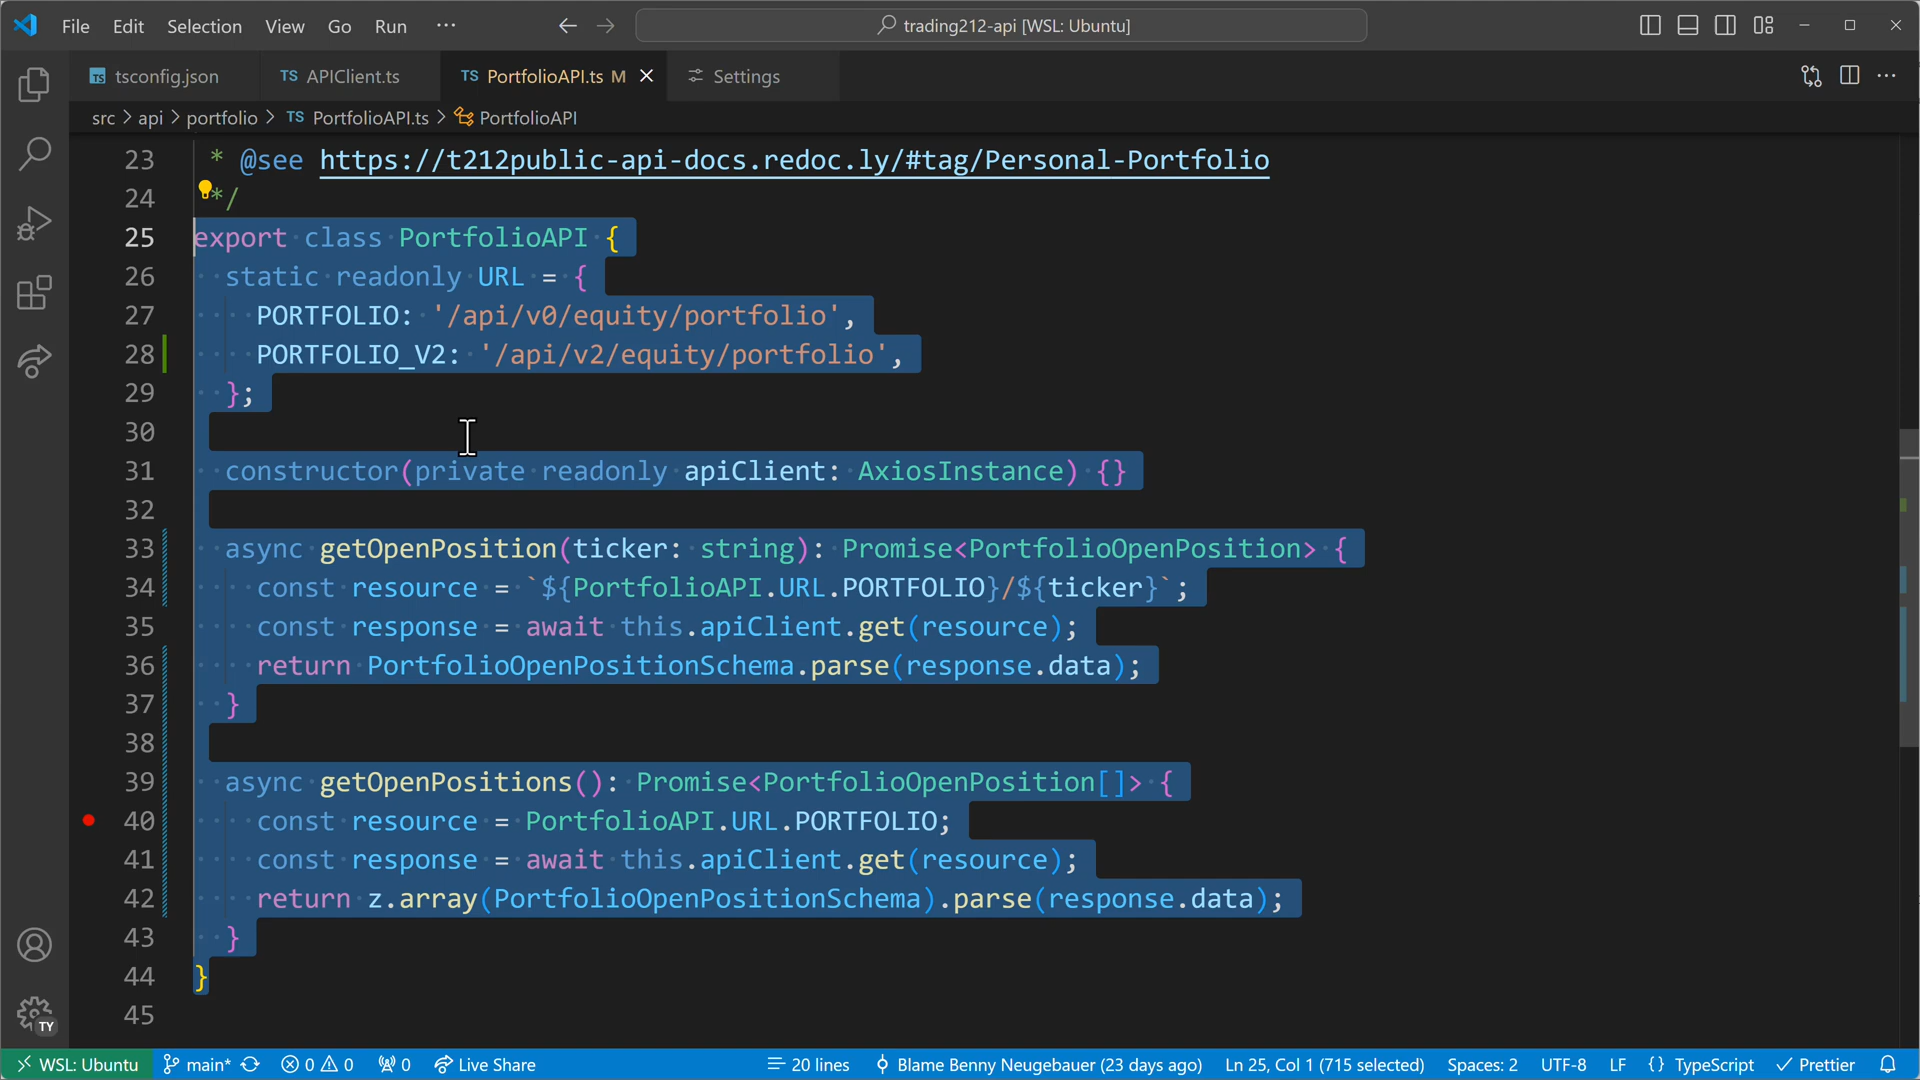 File Edit Selection View Go Run ··· trading212-api [WSL: Ubuntu]
TS tsconfig.json TS APIClient.ts TS PortfolioAPI.ts M Settings
src > api > portfolio > TS PortfolioAPI.ts > PortfolioAPI
23 * @see https://t212public-api-docs.redoc.ly/#tag/Personal-Portfolio
24 */
25 export class PortfolioAPI {
26 static readonly URL = {
27 PORTFOLIO: '/api/v0/equity/portfolio',
28 PORTFOLIO_V2: '/api/v2/equity/portfolio',
29 };
30
31 constructor(private readonly apiClient: AxiosInstance) {}
32
33 async getOpenPosition(ticker: string): Promise<PortfolioOpenPosition> {
34 const resource = `${PortfolioAPI.URL.PORTFOLIO}/${ticker}`;
35 const response = await this.apiClient.get(resource);
36 return PortfolioOpenPositionSchema.parse(response.data);
37 }
38
39 async getOpenPositions(): Promise<PortfolioOpenPosition[]> {
40 const resource = PortfolioAPI.URL.PORTFOLIO;
41 const response = await this.apiClient.get(resource);
42 return z.array(PortfolioOpenPositionSchema).parse(response.data);
43 }
44 }
45
TY
WSL: Ubuntu main* 0 0 0 Live Share 20 lines Blame Benny Neugebauer (23 days ago) Ln 25, Col 1 (715 selected) Spaces: 2 UTF-8 LF {} TypeScript Prettier